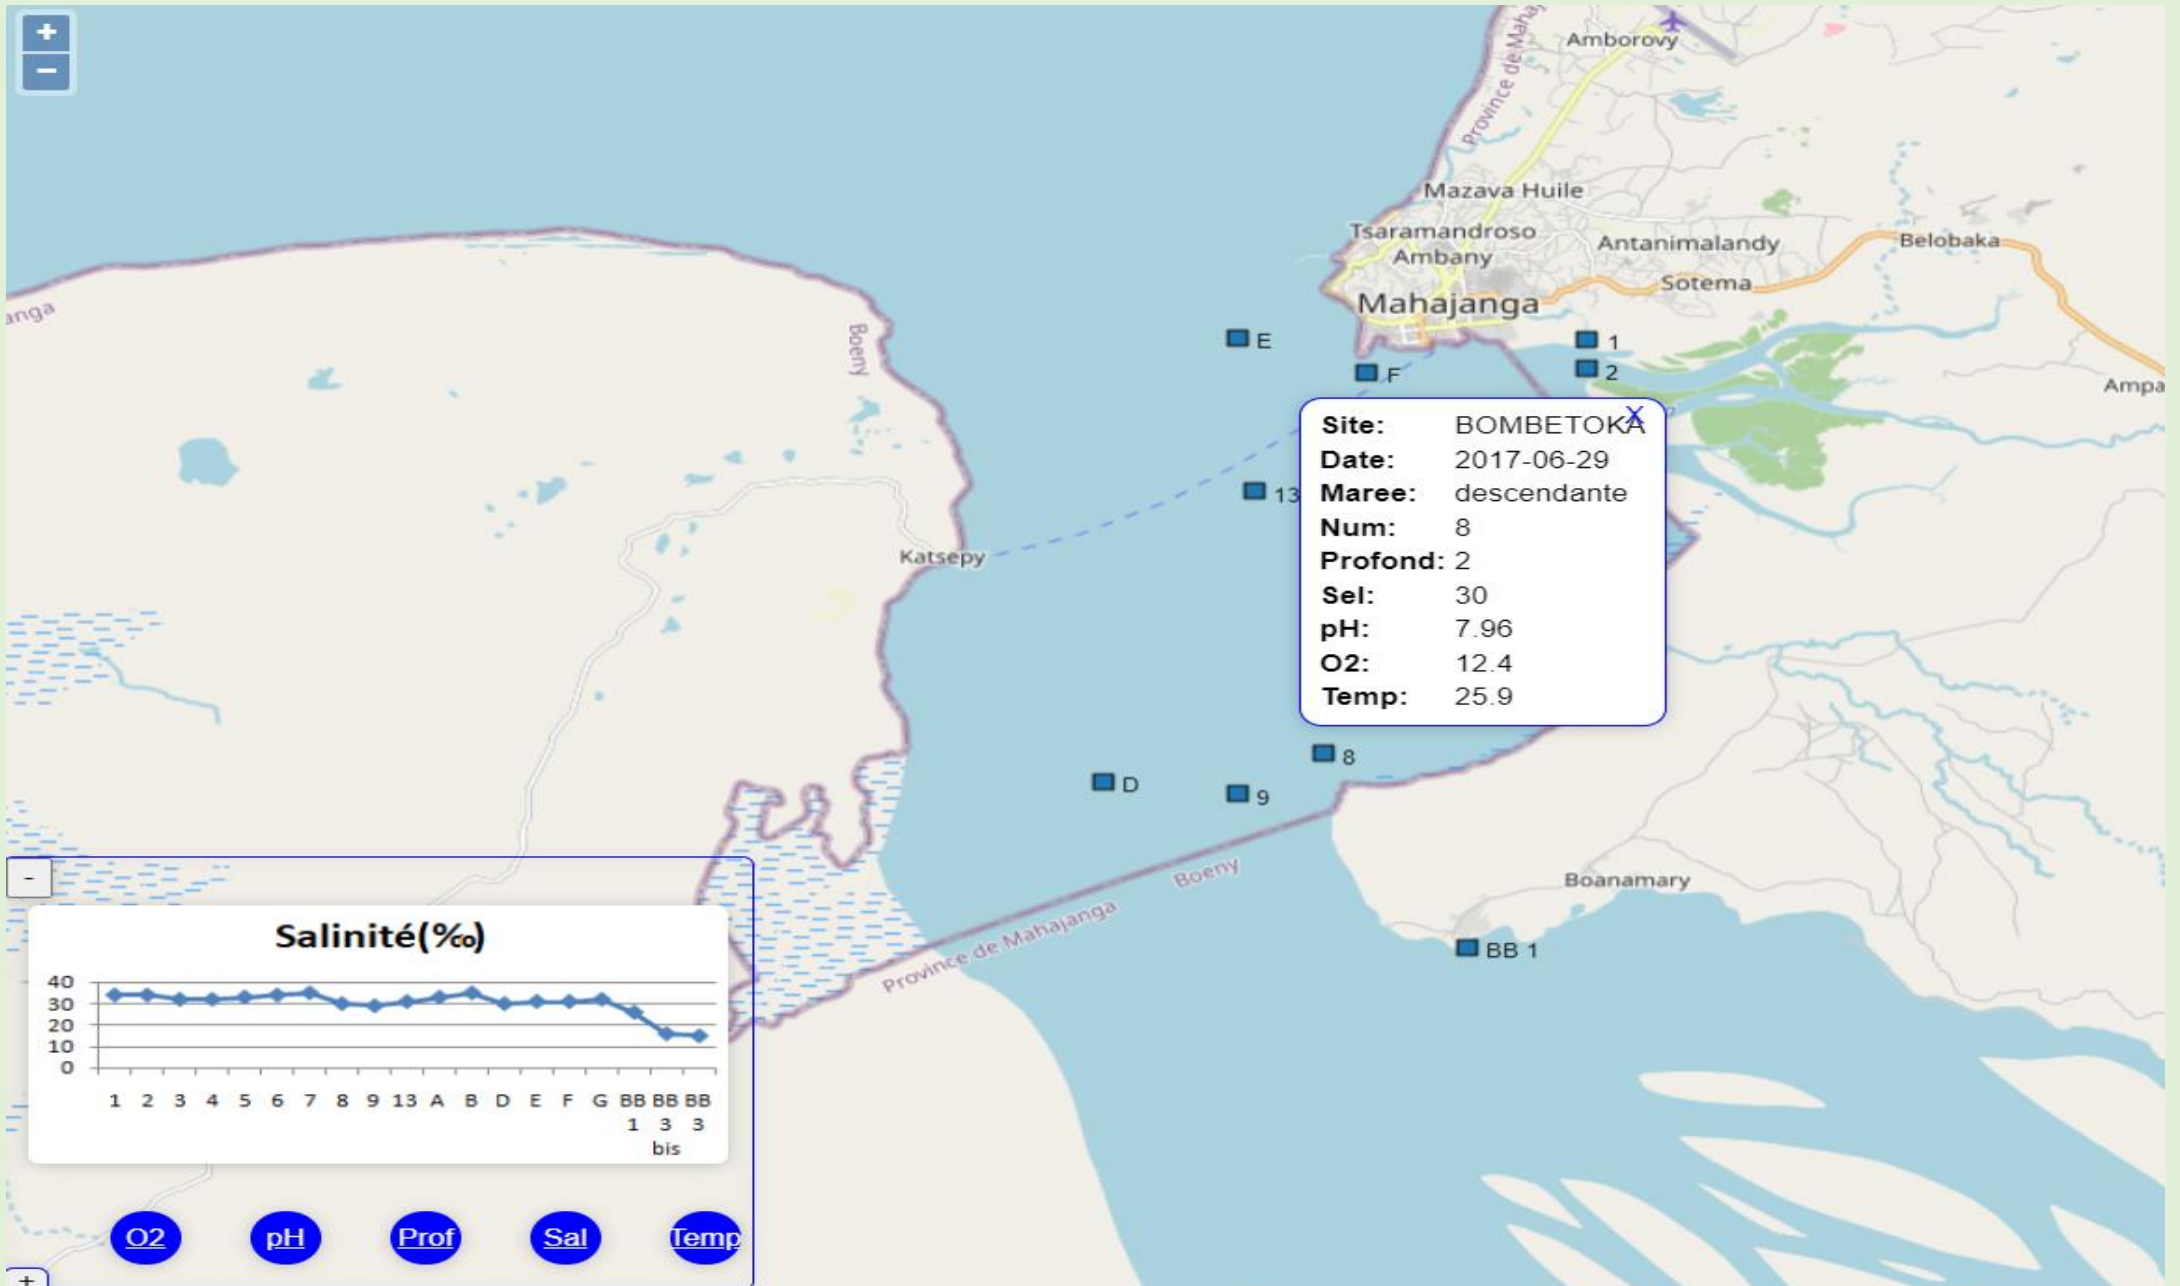 +
−
Amborovy
Province de Mahaj
Mazava Huile
Tsaramandroso
Ambany
Antanimalandy
Belobaka
Sotema
Mahajanga
anga
Boeny
E
1
F
2
Ampa
Site: BOMBETOKA X
Date: 2017-06-29
Maree: descendante
Num: 8
Profond: 2
Sel: 30
pH: 7.96
O2: 12.4
Temp: 25.9
13
Katsepy
8
D
9
Boeny
Boanamary
Province de Mahajanga
BB 1
-
Salinité(‰)
40
30
20
10
0
1 2 3 4 5 6 7 8 9 13 A B D E F G BB BB BB
1 3 3
bis
O2 pH Prof Sal Temp
+